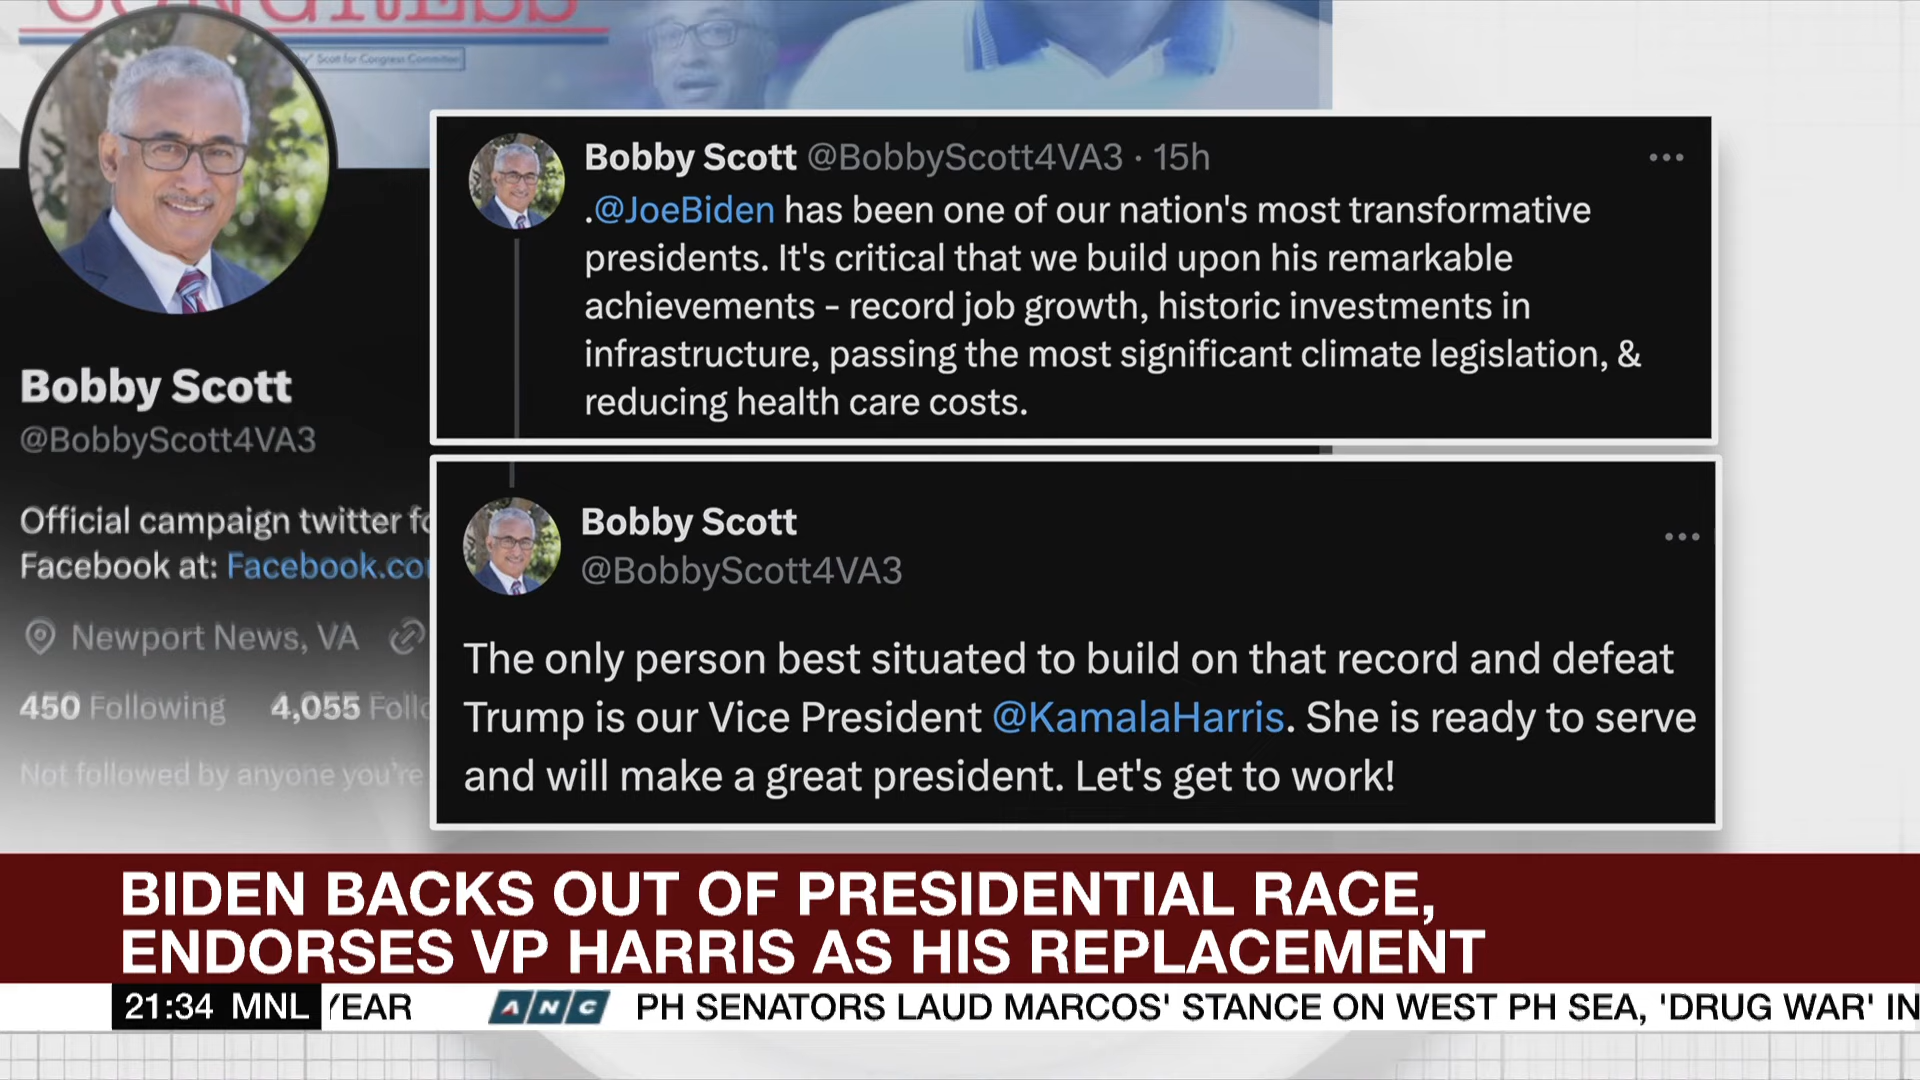 CONGRESS
Scott for Congress Committee
Bobby Scott
@BobbyScott4VA3
Official campaign twitter
Facebook at: Facebook.co
Newport News, VA
450 Following 4,055
Not followed by anyone you're
Bobby Scott @BobbyScott4VA3 · 15h
.@JoeBiden has been one of our nation's most transformative
presidents. It's critical that we build upon his remarkable
achievements – record job growth, historic investments in
infrastructure, passing the most significant climate legislation, &
reducing health care costs.
Bobby Scott
@BobbyScott4VA3
The only person best situated to build on that record and defeat
Trump is our Vice President @KamalaHarris. She is ready to serve
and will make a great president. Let's get to work!
BIDEN BACKS OUT OF PRESIDENTIAL RACE,
ENDORSES VP HARRIS AS HIS REPLACEMENT
21:34 MNL YEAR ANC PH SENATORS LAUD MARCOS' STANCE ON WEST PH SEA, 'DRUG WAR' IN